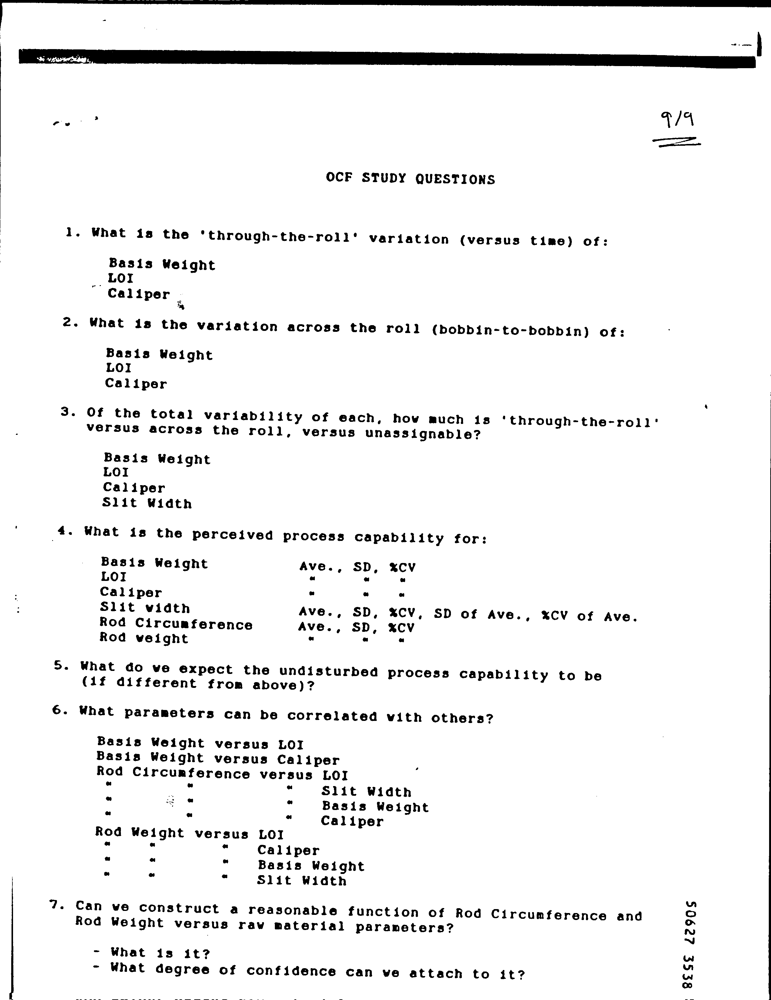 9/9
OCF STUDY QUESTIONS
1. What is the 'through-the-roll' variation (versus time) of:
Basis Weight
LOI
Caliper
2. What is the variation across the roll (bobbin-to-bobbin) of:
Basis Weight
LOI
Caliper
3. Of the total variability of each, how much is 'through-the-roll'
versus across the roll, versus unassignable?
Basis Weight
LOI
Caliper
Slit Width
4. What is the perceived process capability for:
Basis Weight Ave., SD, %CV
LOI " " "
Caliper " " "
Slit width Ave., SD, %CV, SD of Ave., %CV of Ave.
Rod Circumference Ave., SD, %CV
Rod weight " " "
5. What do we expect the undisturbed process capability to be
(if different from above)?
6. What parameters can be correlated with others?
Basis Weight versus LOI
Basis Weight versus Caliper
Rod Circumference versus LOI
" " " Slit Width
" " " Basis Weight
" " " Caliper
Rod Weight versus LOI
" " " Caliper
" " " Basis Weight
" " " Slit Width
7. Can we construct a reasonable function of Rod Circumference and
Rod Weight versus raw material parameters?
- What is it?
- What degree of confidence can we attach to it?
50627 3538